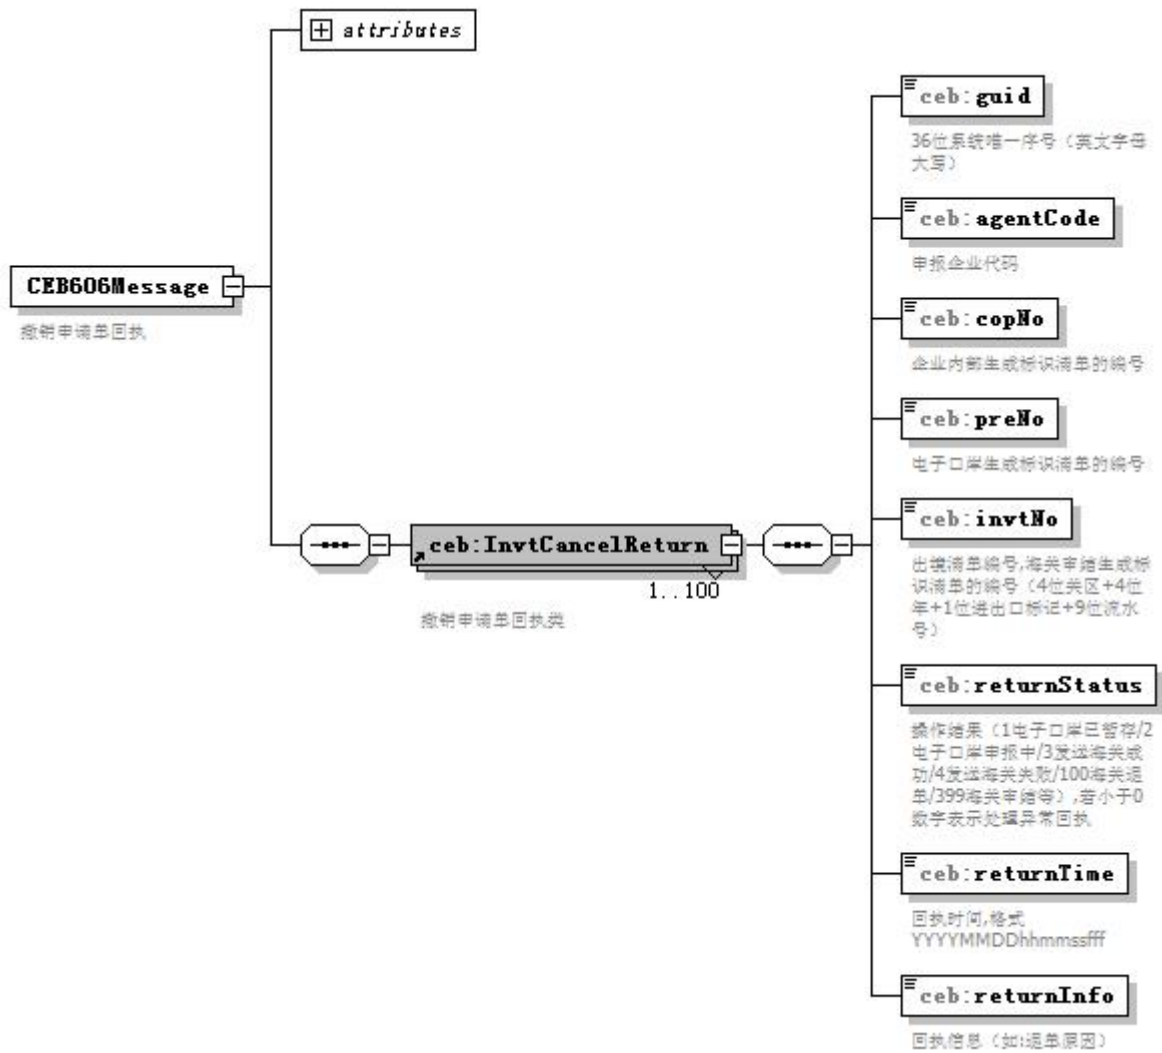 attributes
CEB606Message
撤销申请单回执
ceb:InvtCancelReturn
1..100
撤销申请单回执类
ceb:guid
36位系统唯一序号（英文字母
大写）
ceb:agentCode
申报企业代码
ceb:copNo
企业内部生成标识清单的编号
ceb:preNo
电子口岸生成标识清单的编号
ceb:invtNo
出境清单编号,海关审结生成标
识清单的编号（4位关区+4位
年+1位进出口标记+9位流水
号）
ceb:returnStatus
操作结果（1电子口岸已暂存/2
电子口岸申报中/3发送海关成
功/4发送海关失败/100海关退
单/399海关审结等）,若小于0
数字表示处理异常回执
ceb:returnTime
回执时间,格式
YYYYMMDDhhmmssfff
ceb:returnInfo
回执信息（如:退单原因）